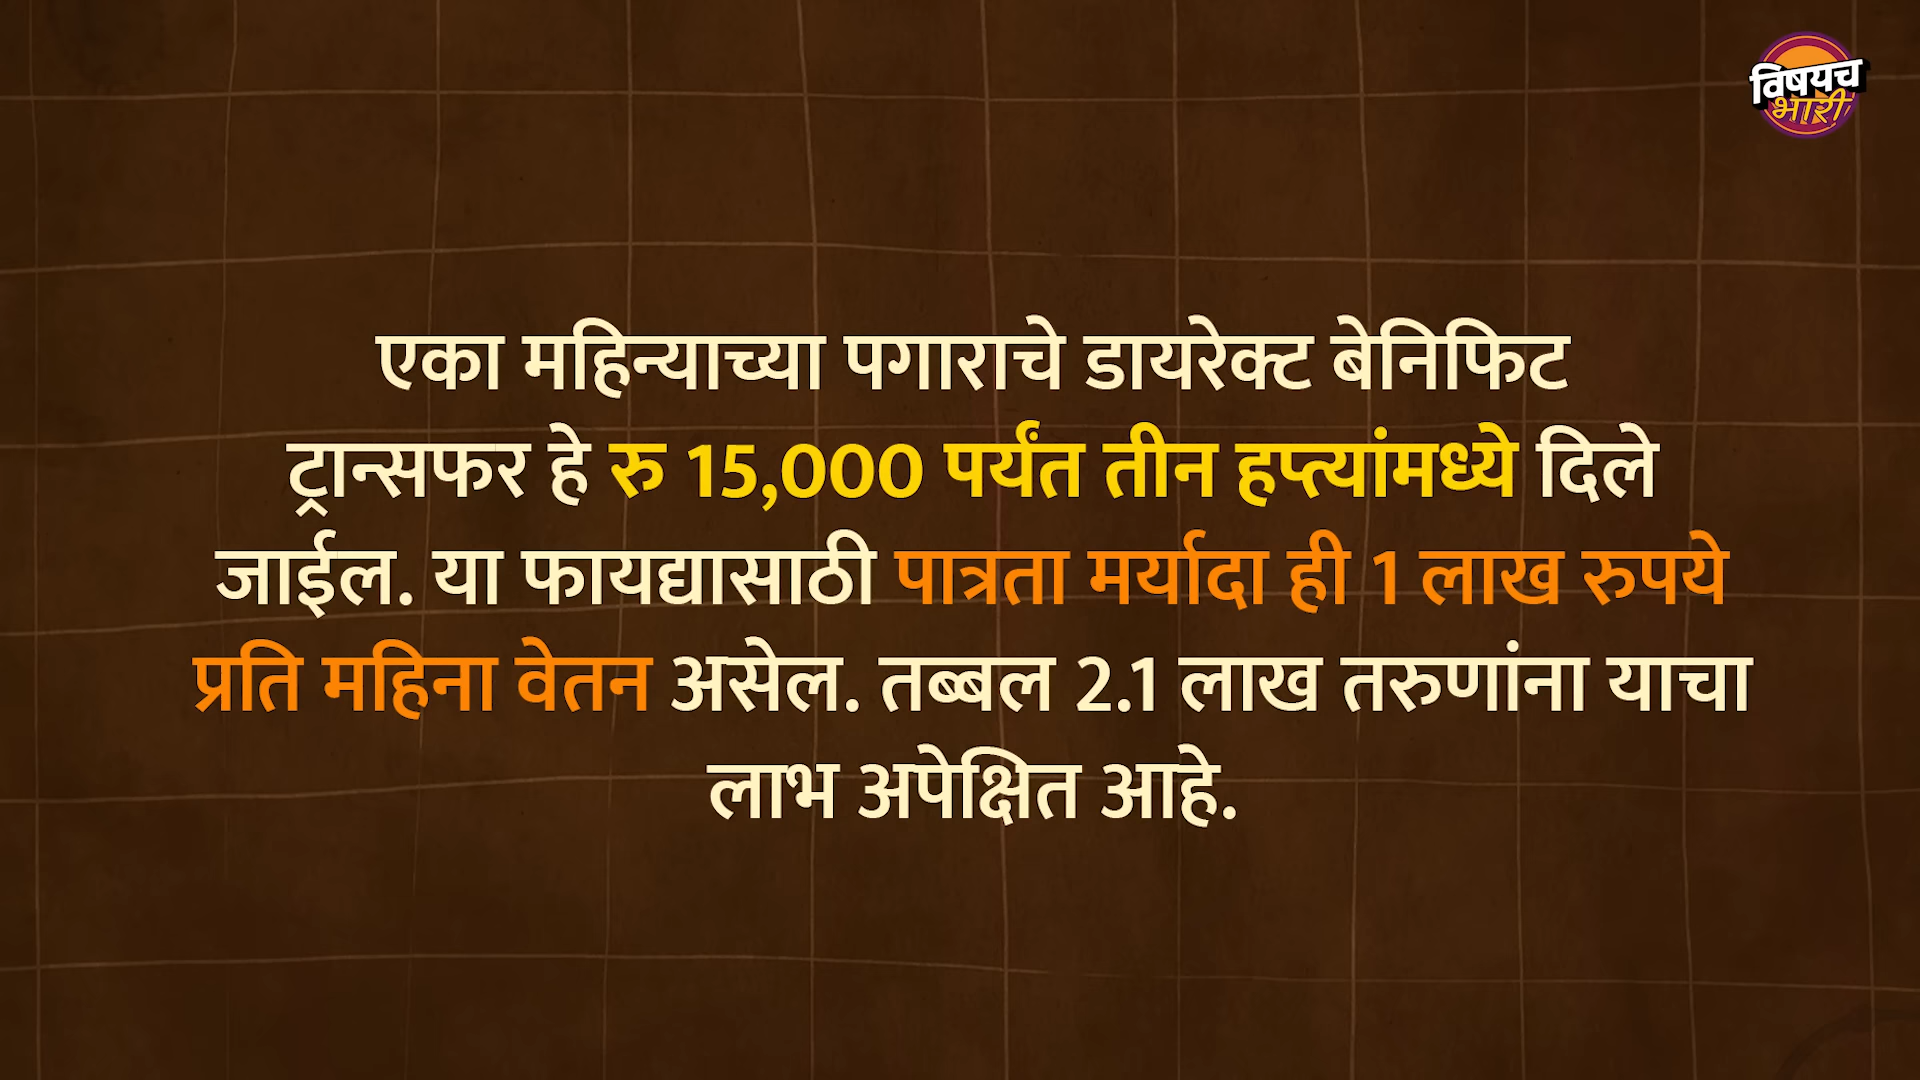 विषयच
भारी
एका महिन्याच्या पगाराचे डायरेक्ट बेनिफिट
ट्रान्सफर हे रु 15,000 पर्यंत तीन हप्त्यांमध्ये दिले
जाईल. या फायद्यासाठी पात्रता मर्यादा ही 1 लाख रुपये
प्रति महिना वेतन असेल. तब्बल 2.1 लाख तरुणांना याचा
लाभ अपेक्षित आहे.